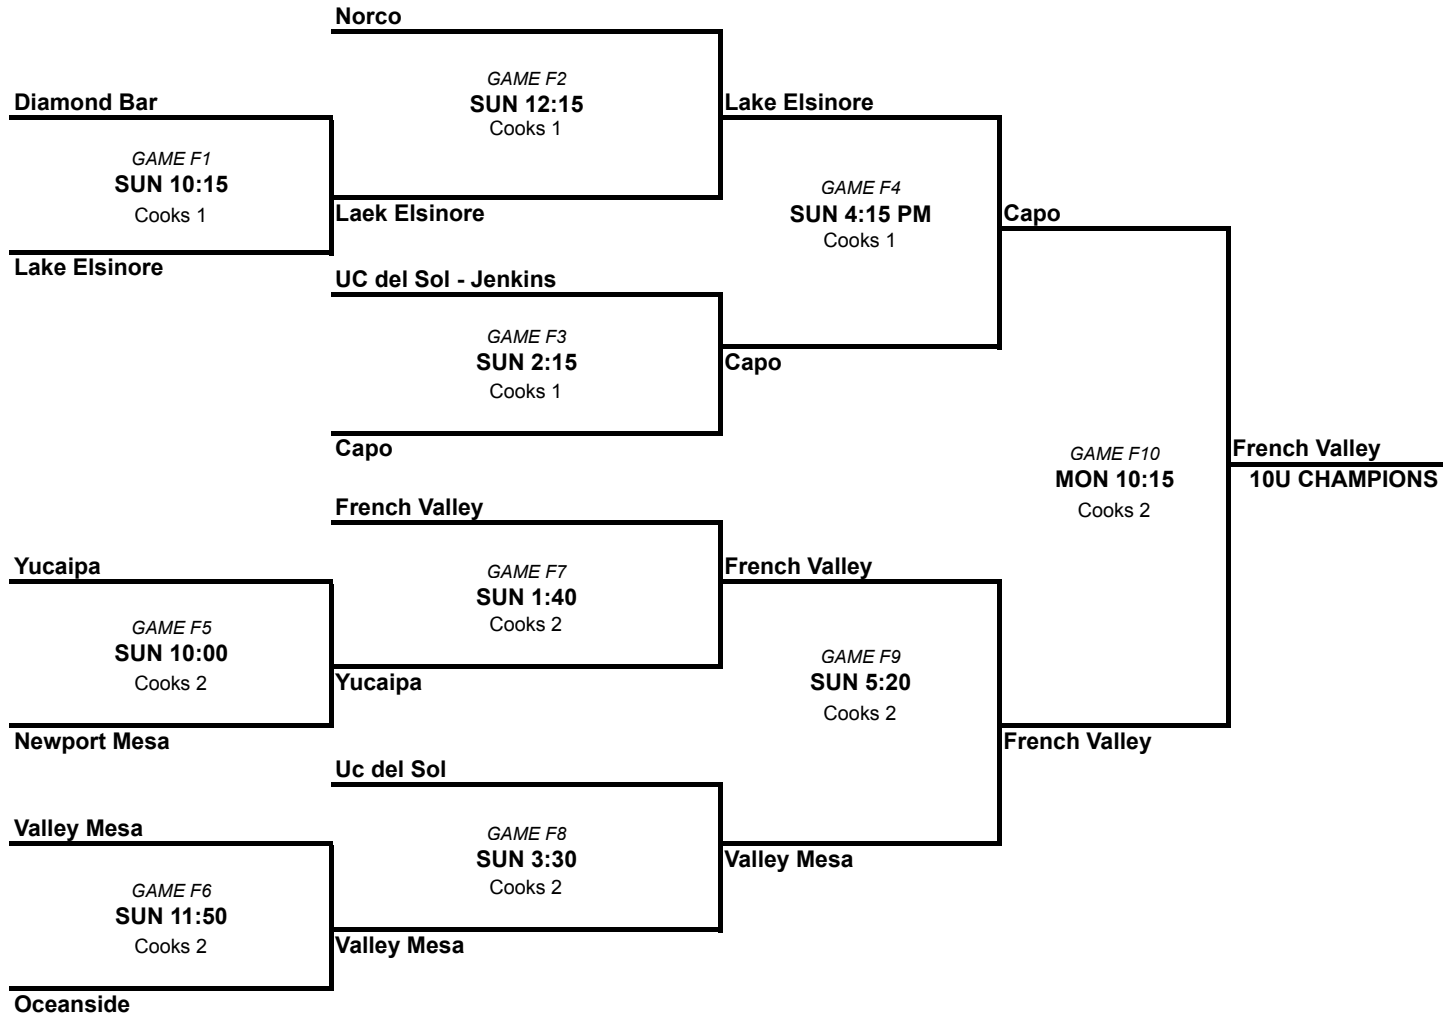 Norco
GAME F2
SUN 12:15
Cooks 1
Diamond Bar
Lake Elsinore
GAME F1
SUN 10:15
Cooks 1
GAME F4
SUN 4:15 PM
Cooks 1
Laek Elsinore
Capo
Lake Elsinore
UC del Sol - Jenkins
GAME F3
SUN 2:15
Cooks 1
Capo
Capo
GAME F10
MON 10:15
Cooks 2
French Valley
10U CHAMPIONS
French Valley
Yucaipa
GAME F7
SUN 1:40
Cooks 2
French Valley
GAME F5
SUN 10:00
Cooks 2
GAME F9
SUN 5:20
Cooks 2
Yucaipa
Newport Mesa
French Valley
Uc del Sol
Valley Mesa
GAME F8
SUN 3:30
Cooks 2
Valley Mesa
GAME F6
SUN 11:50
Cooks 2
Valley Mesa
Oceanside